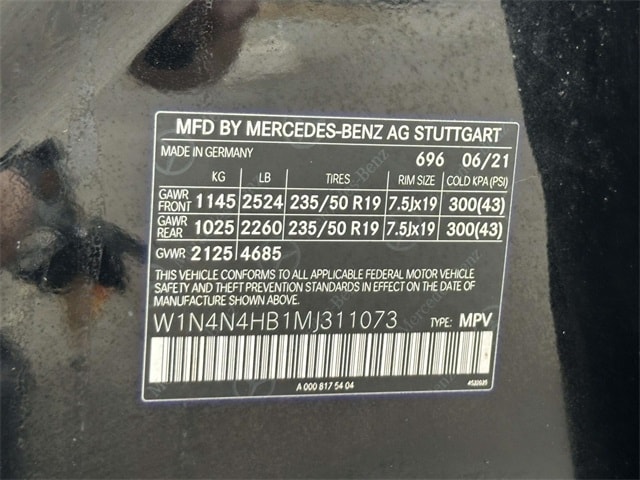 MFD BY MERCEDES-BENZ AG STUTTGART
MADE IN GERMANY 696 06/21
KG LB TIRES RIM SIZE COLD KPA (PSI)
GAWR FRONT 1145 2524 235/50 R19 7.5Jx19 300(43)
GAWR REAR 1025 2260 235/50 R19 7.5Jx19 300(43)
GVWR 2125 4685
THIS VEHICLE CONFORMS TO ALL APPLICABLE FEDERAL MOTOR VEHICLE
SAFETY AND THEFT PREVENTION STANDARDS IN EFFECT ON THE DATE OF
MANUFACTURE SHOWN ABOVE.
W1N4N4HB1MJ311073 TYPE: MPV
A 000 817 54 04